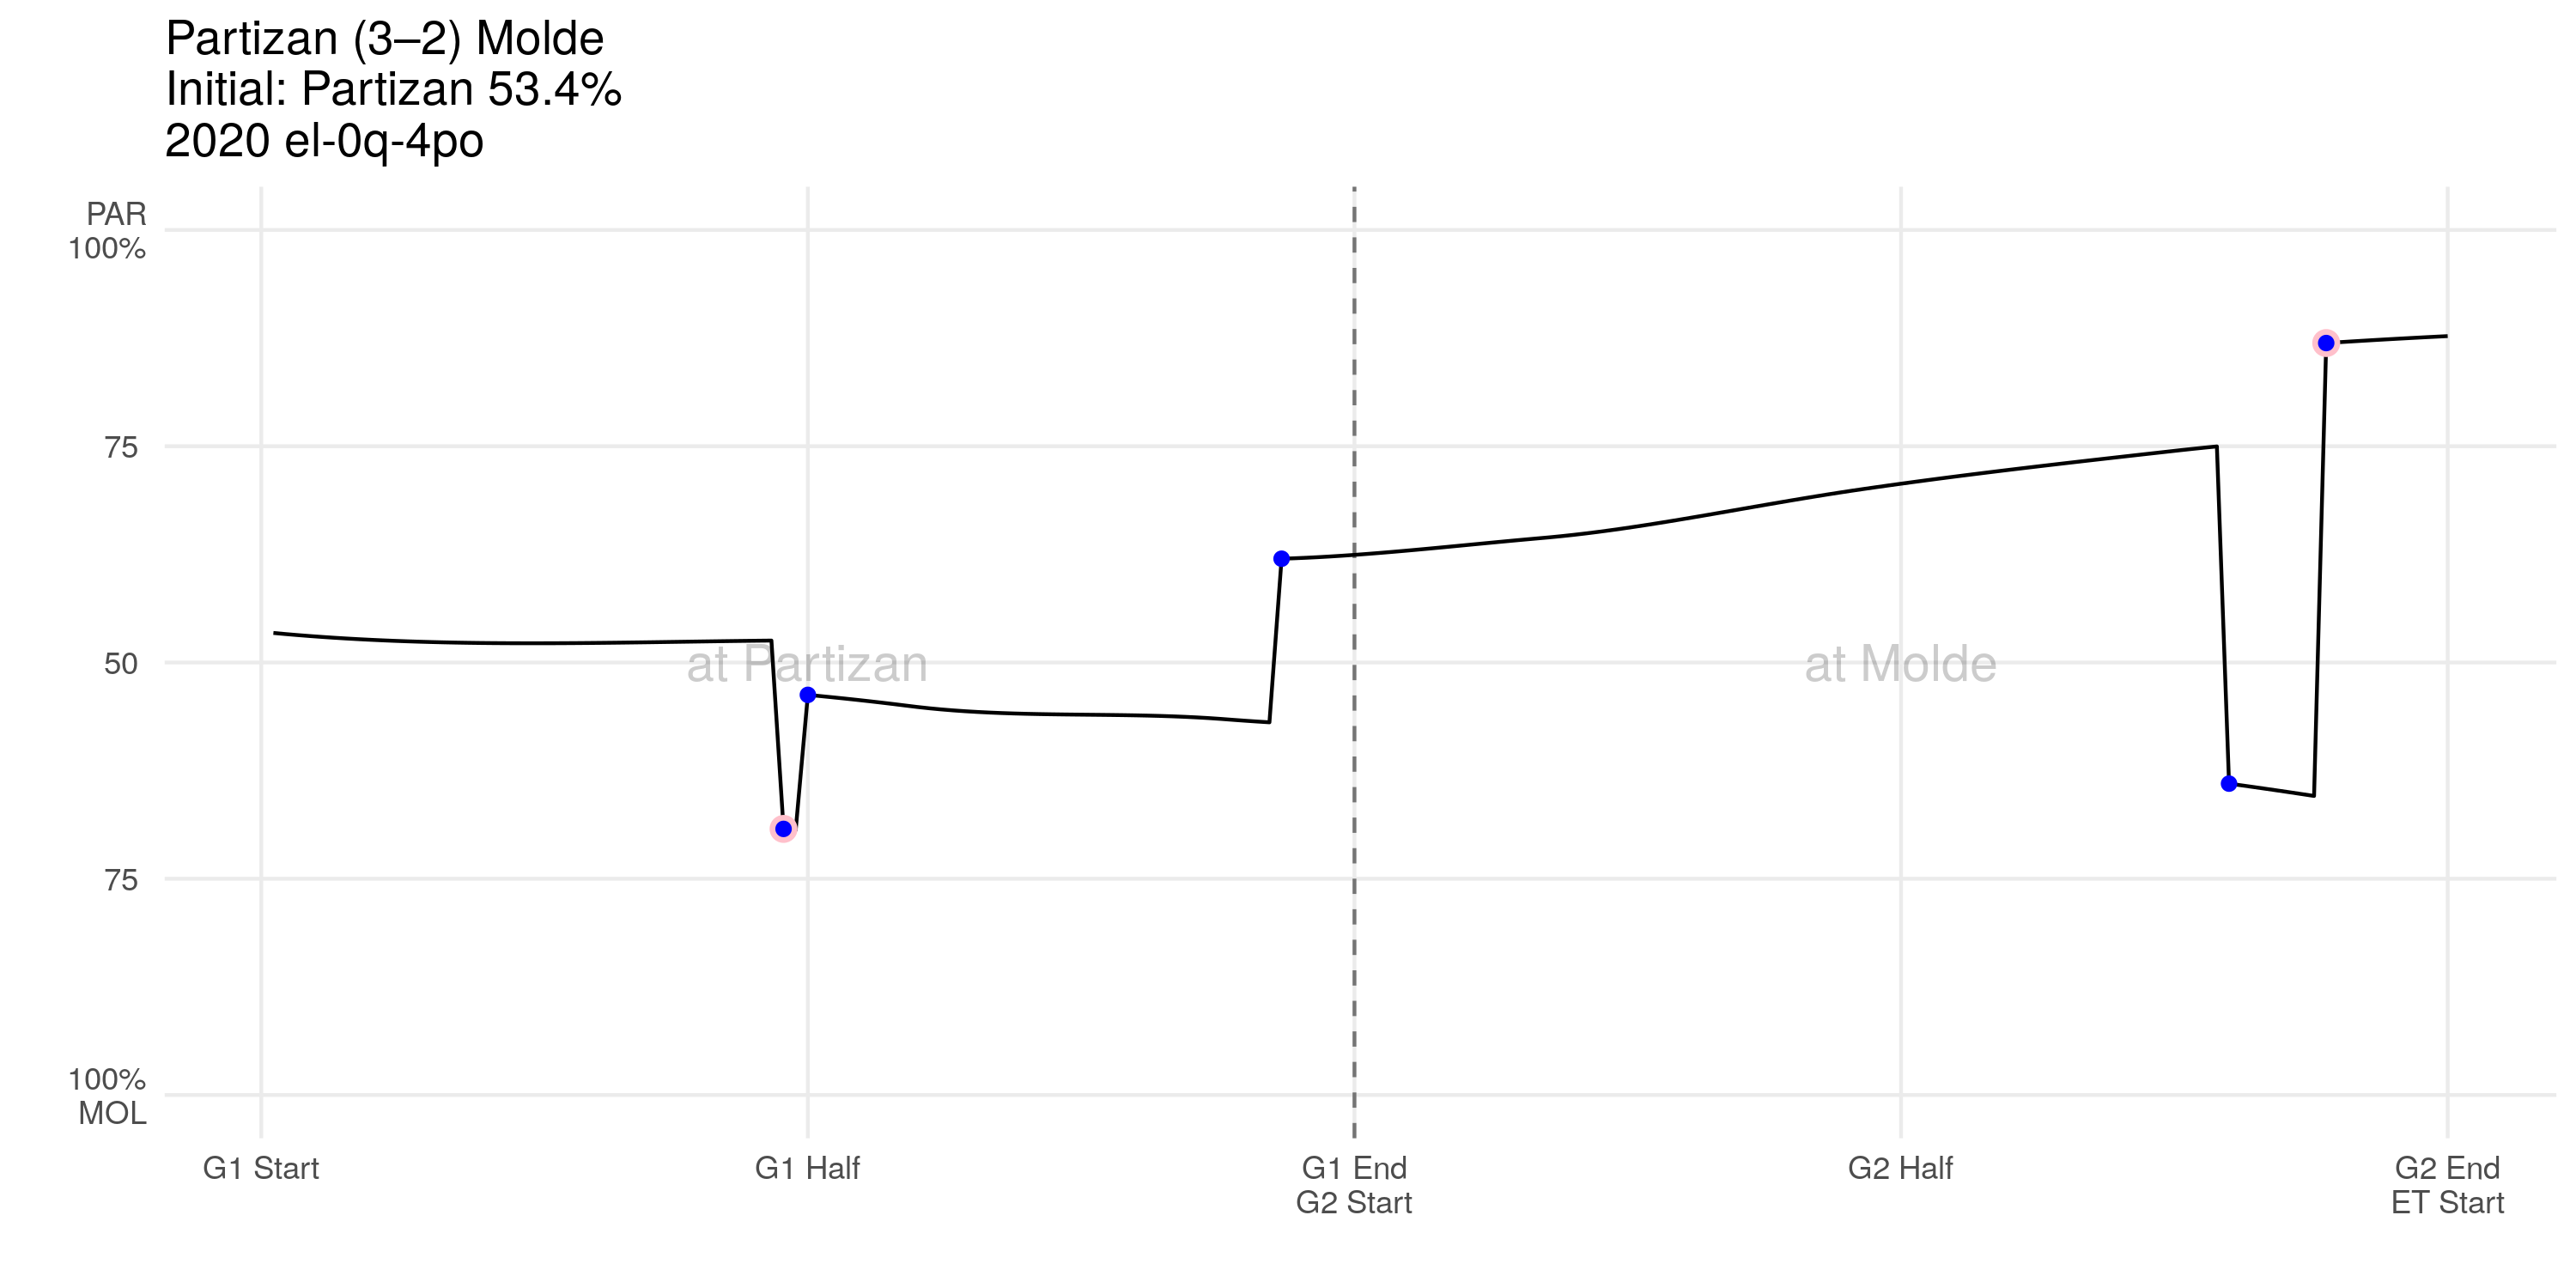 Partizan (3–2) Molde
Initial: Partizan 53.4%
2020 el-0q-4po
PAR
100%
75
50
75
100%
MOL
at Partizan
at Molde
G1 Start
G1 Half
G1 End
G2 Start
G2 Half
G2 End
ET Start